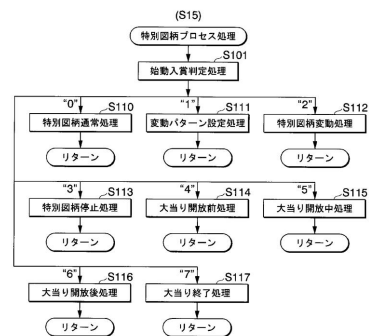 (S15)
特別図柄プロセス処理
S101
始動入賞判定処理
"0"
"1"
"2"
S110
S111
S112
特別図柄通常処理
変動パターン設定処理
特別図柄変動処理
リターン
リターン
リターン
"3"
"4"
"5"
S113
S114
S115
特別図柄停止処理
大当り開放前処理
大当り開放中処理
リターン
リターン
リターン
"6"
"7"
S116
S117
大当り開放後処理
大当り終了処理
リターン
リターン